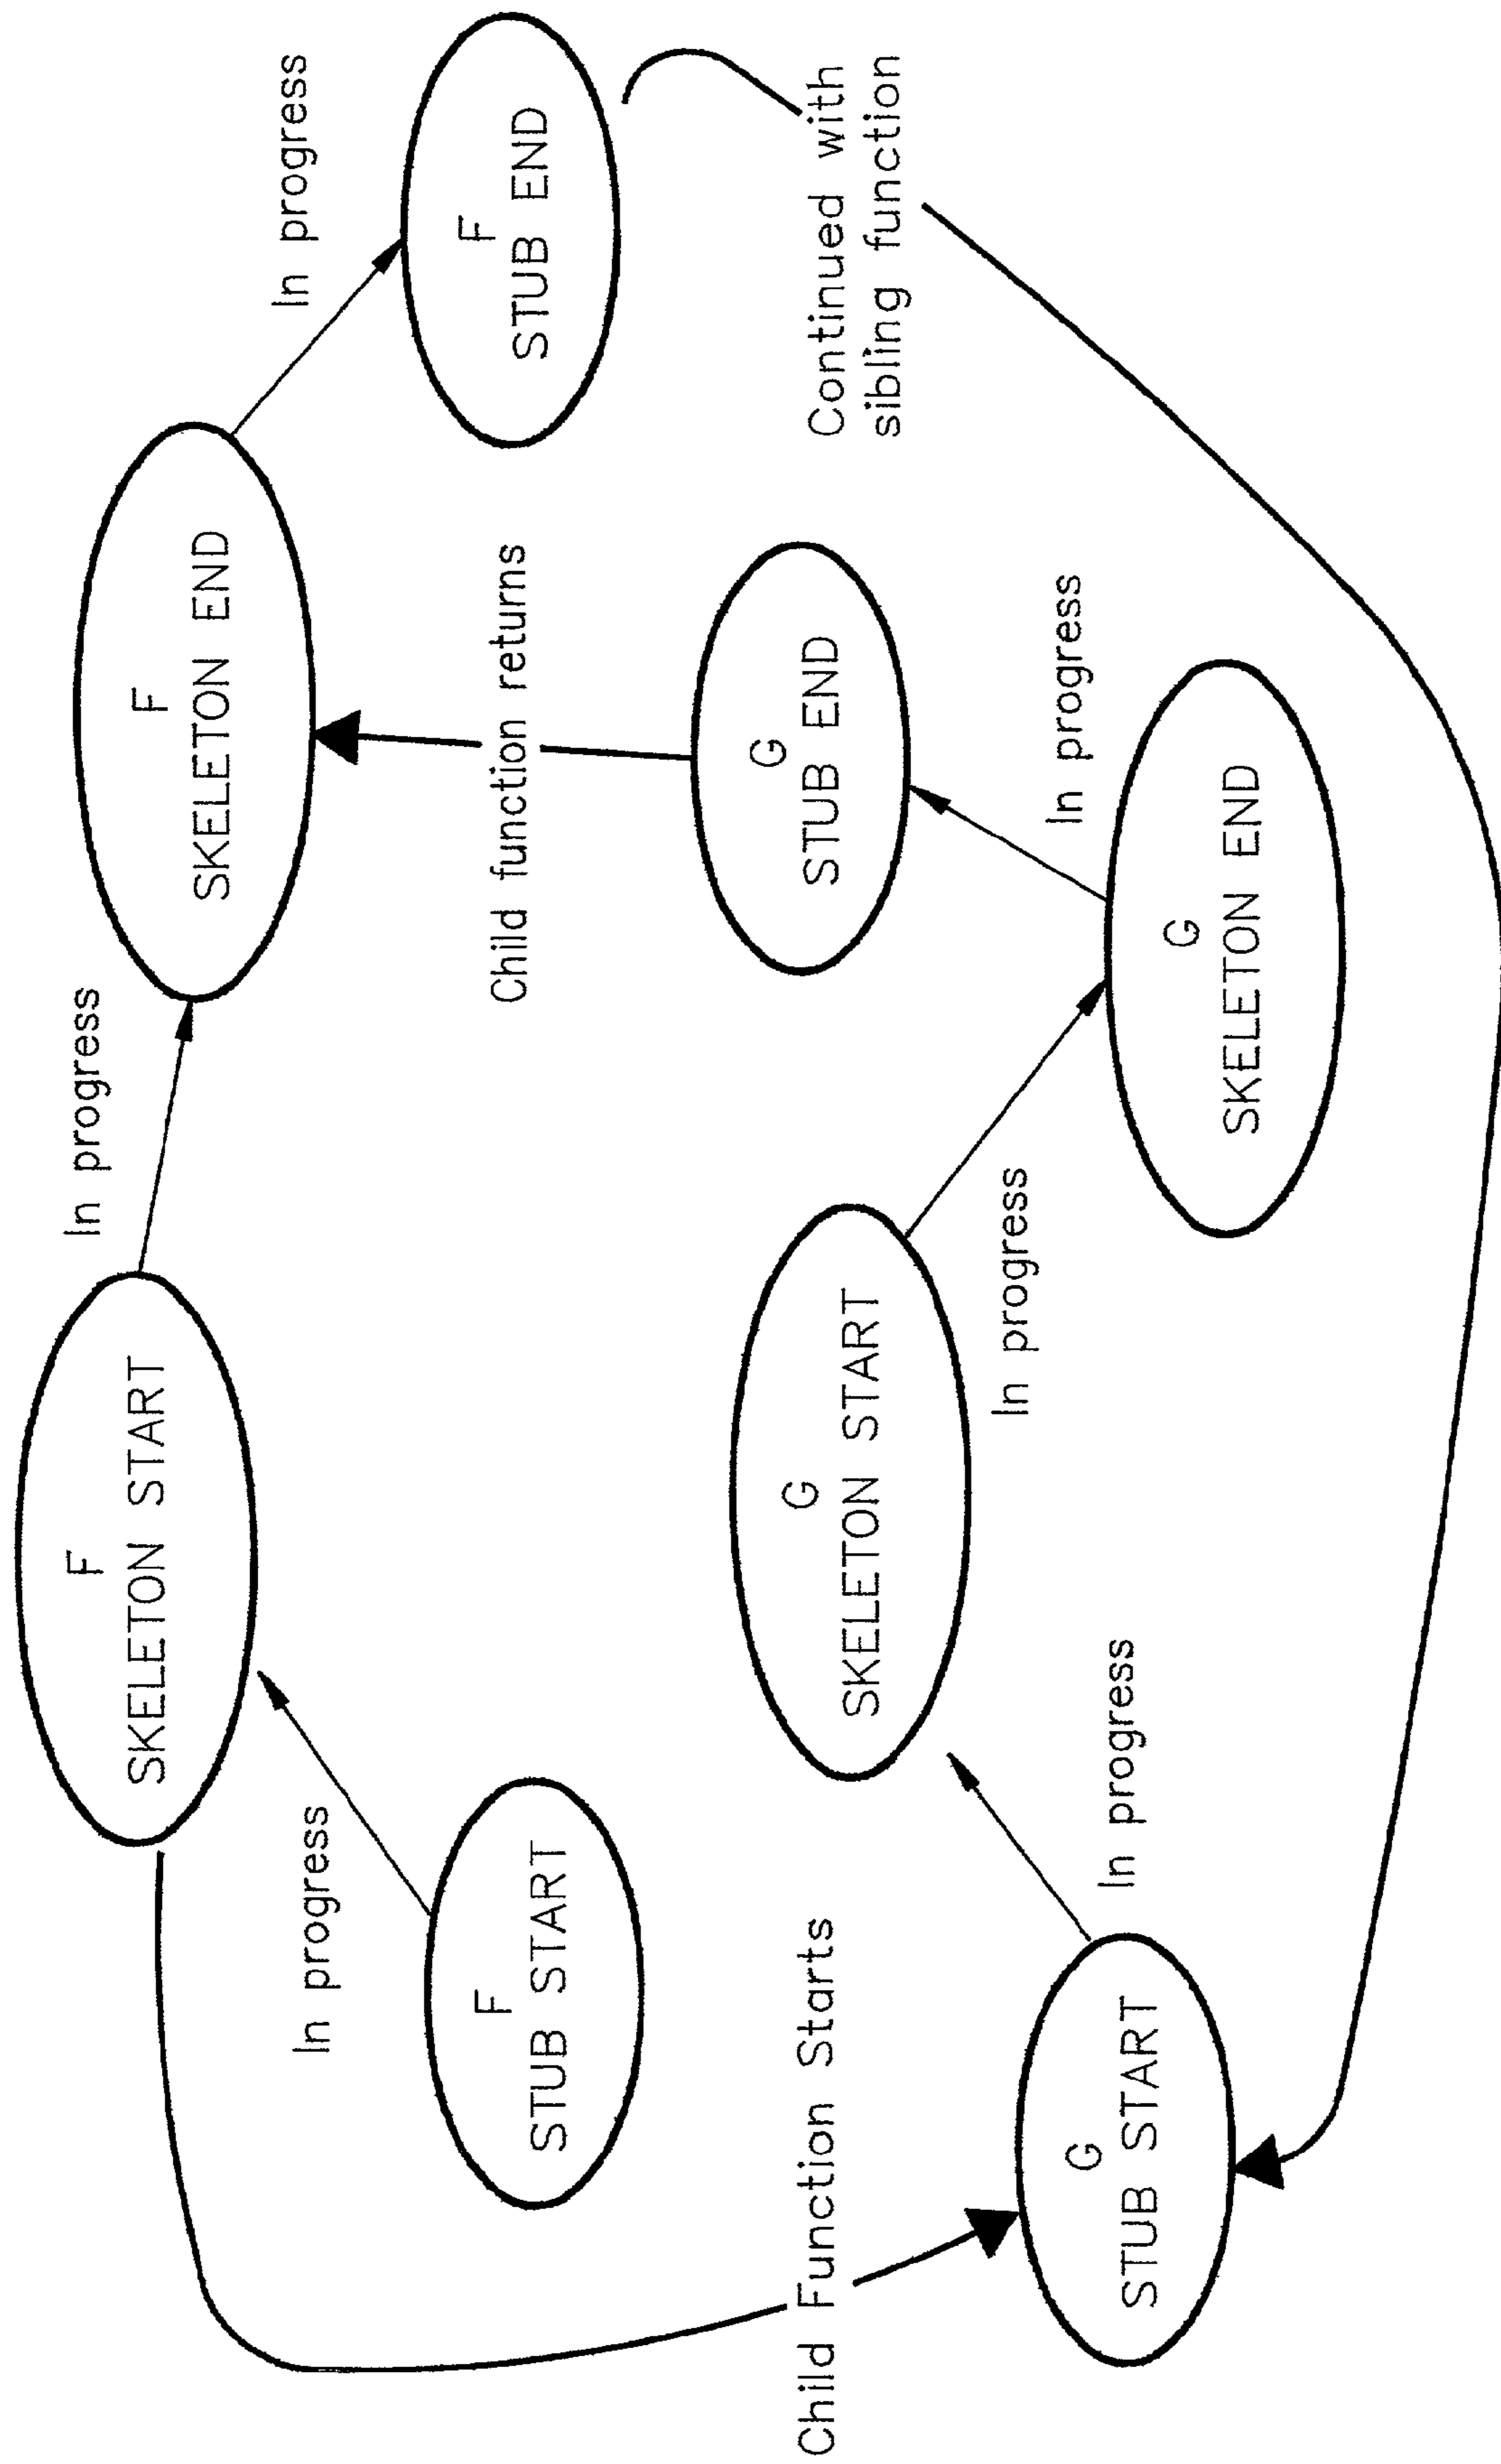 F
SKELETON START
In progress
F
SKELETON END
In progress
In progress
F
STUB START
Child function returns
F
STUB END
Child Function Starts
G
SKELETON START
G
STUB END
Continued with
sibling function
In progress
In progress
G
STUB START
In progress
G
SKELETON END